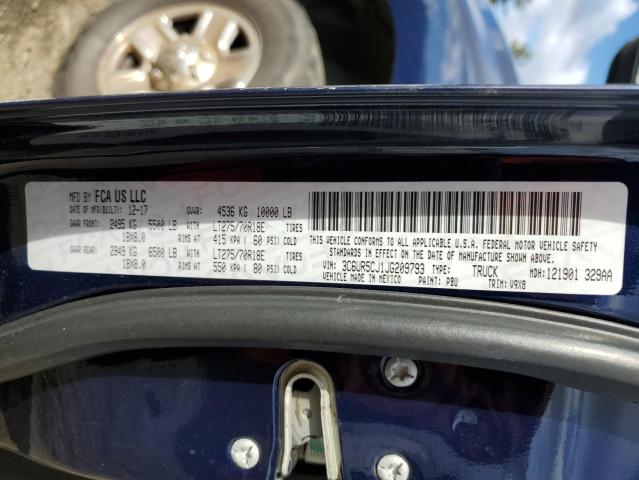 MFD BY FCA US LLC
DATE OF MFR(BUILT): 12-17 GVWR: 4536 KG 10000 LB
GAWR FRONT: 2495 KG 5500 LB WITH LT275/70R18E TIRES
18X8.0 RIMS AT 415 KPA ( 60 PSI) COLD
GAWR REAR: 2948 KG 6500 LB WITH LT275/70R18E TIRES
18X8.0 RIMS AT 550 KPA ( 80 PSI) COLD
THIS VEHICLE CONFORMS TO ALL APPLICABLE U.S.A. FEDERAL MOTOR VEHICLE SAFETY
STANDARDS IN EFFECT ON THE DATE OF MANUFACTURE SHOWN ABOVE.
VIN: 3C6UR5CJ1JG209793 TYPE: TRUCK MDH: 121901 329AA
VEHICLE MADE IN MEXICO PAINT: PBU TRIM: V9X8